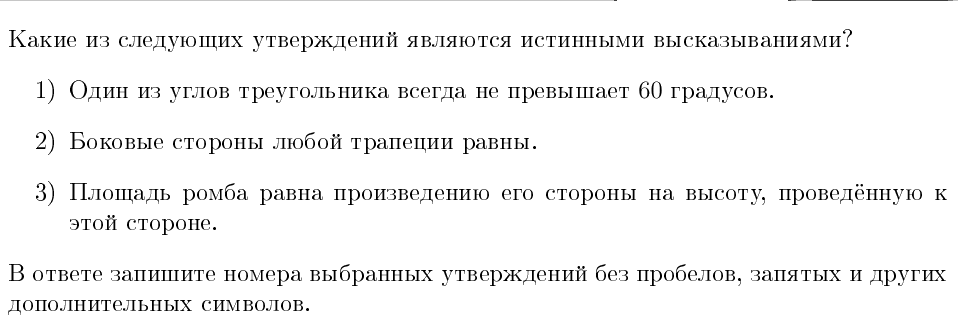 Какие из следующих утверждений являются истинными высказываниями?
1) Один из углов треугольника всегда не превышает 60 градусов.
2) Боковые стороны любой трапеции равны.
3) Площадь ромба равна произведению его стороны на высоту, проведённую к
этой стороне.
В ответе запишите номера выбранных утверждений без пробелов, запятых и других
дополнительных символов.